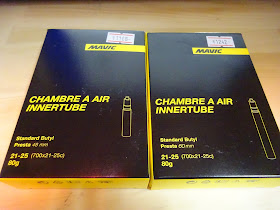 MAVIC
CHAMBRE A AIR
INNERTUBE
Standard Butyl
Presta 48 mm
21-25 (700x21-25c)
80g
MAVIC
CHAMBRE A AIR
INNERTUBE
Standard Butyl
Presta 60 mm
21-25 (700x21-25c)
80g